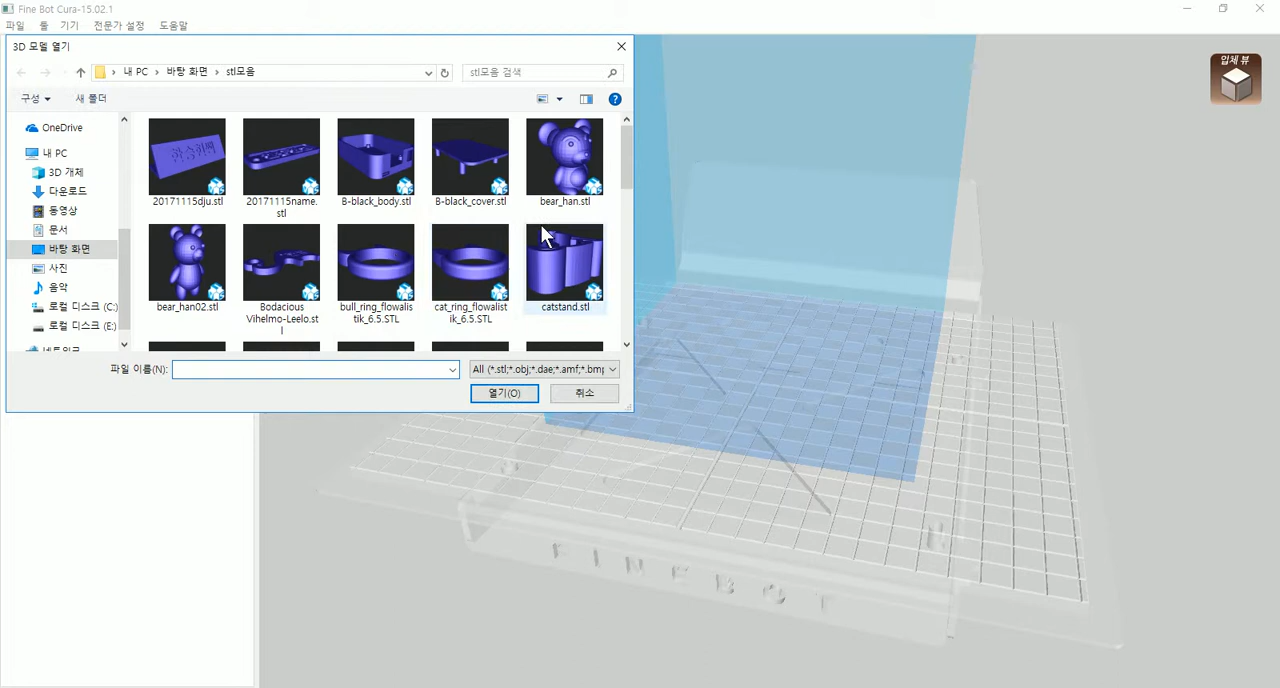 Fine Bot Cura-15.02.1
파일 툴 기기 전문가 설정 도움말
3D 모델 열기
내 PC 바탕 화면 stl모음
stl모음 검색
구성 새 폴더
OneDrive
내 PC
3D 개체
다운로드
동영상
문서
바탕 화면
사진
음악
로컬 디스크 (C:)
로컬 디스크 (E:)
네트워크
20171115dju.stl
20171115name.
stl
B-black_body.stl
B-black_cover.stl
bear_han.stl
bear_han02.stl
Bodacious
Vihelmo-Leelo.st
l
bull_ring_flowalis
tik_6.5.STL
cat_ring_flowalist
ik_6.5.STL
catstand.stl
파일 이름(N):
All (*.stl;*.obj;*.dae;*.amf;*.bmp
열기(O) 취소
입체 뷰
FINEBOT